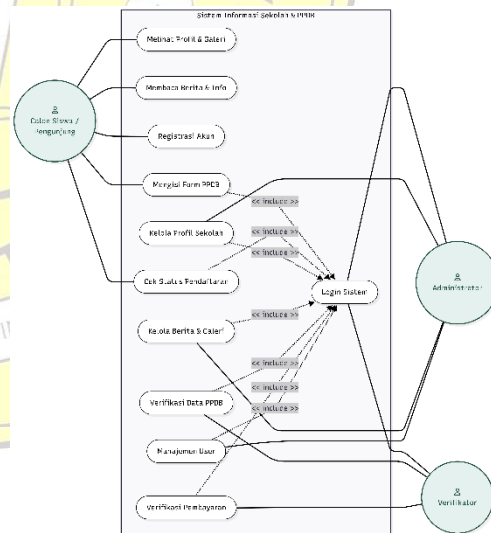 Sistem Informasi Sekolah & PPDB
Melihat Profil & Galeri
Membaca Berita & Info
Calon Siswa /
Pengunjung
Registrasi Akun
Mengisi Form PPDB
<< include >>
Kelola Profil Sekolah
<< include >>
<< include >>
Cek Status Pendaftaran
Login Sistem
Administrator
<< include >>
Kelola Berita & Galeri
<< include >>
<< include >>
Verifikasi Data PPDB
<< include >>
Manajemen User
Verifikator
Verifikasi Pembayaran